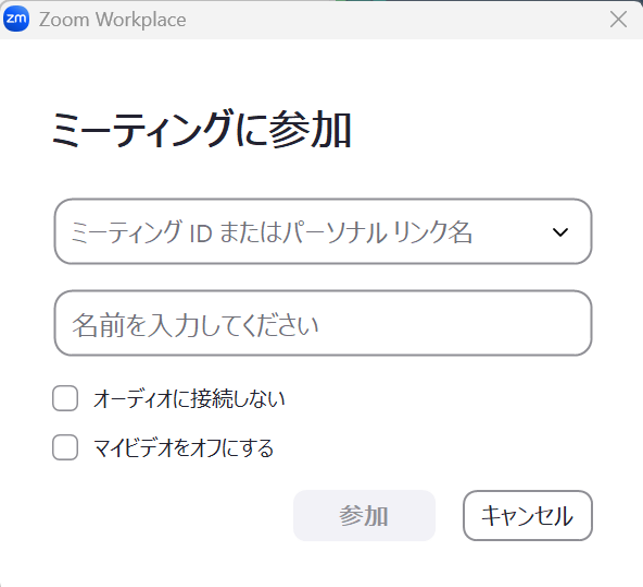 zm Zoom Workplace
ミーティングに参加
ミーティング ID またはパーソナル リンク名
名前を入力してください
オーディオに接続しない
マイビデオをオフにする
参加 キャンセル